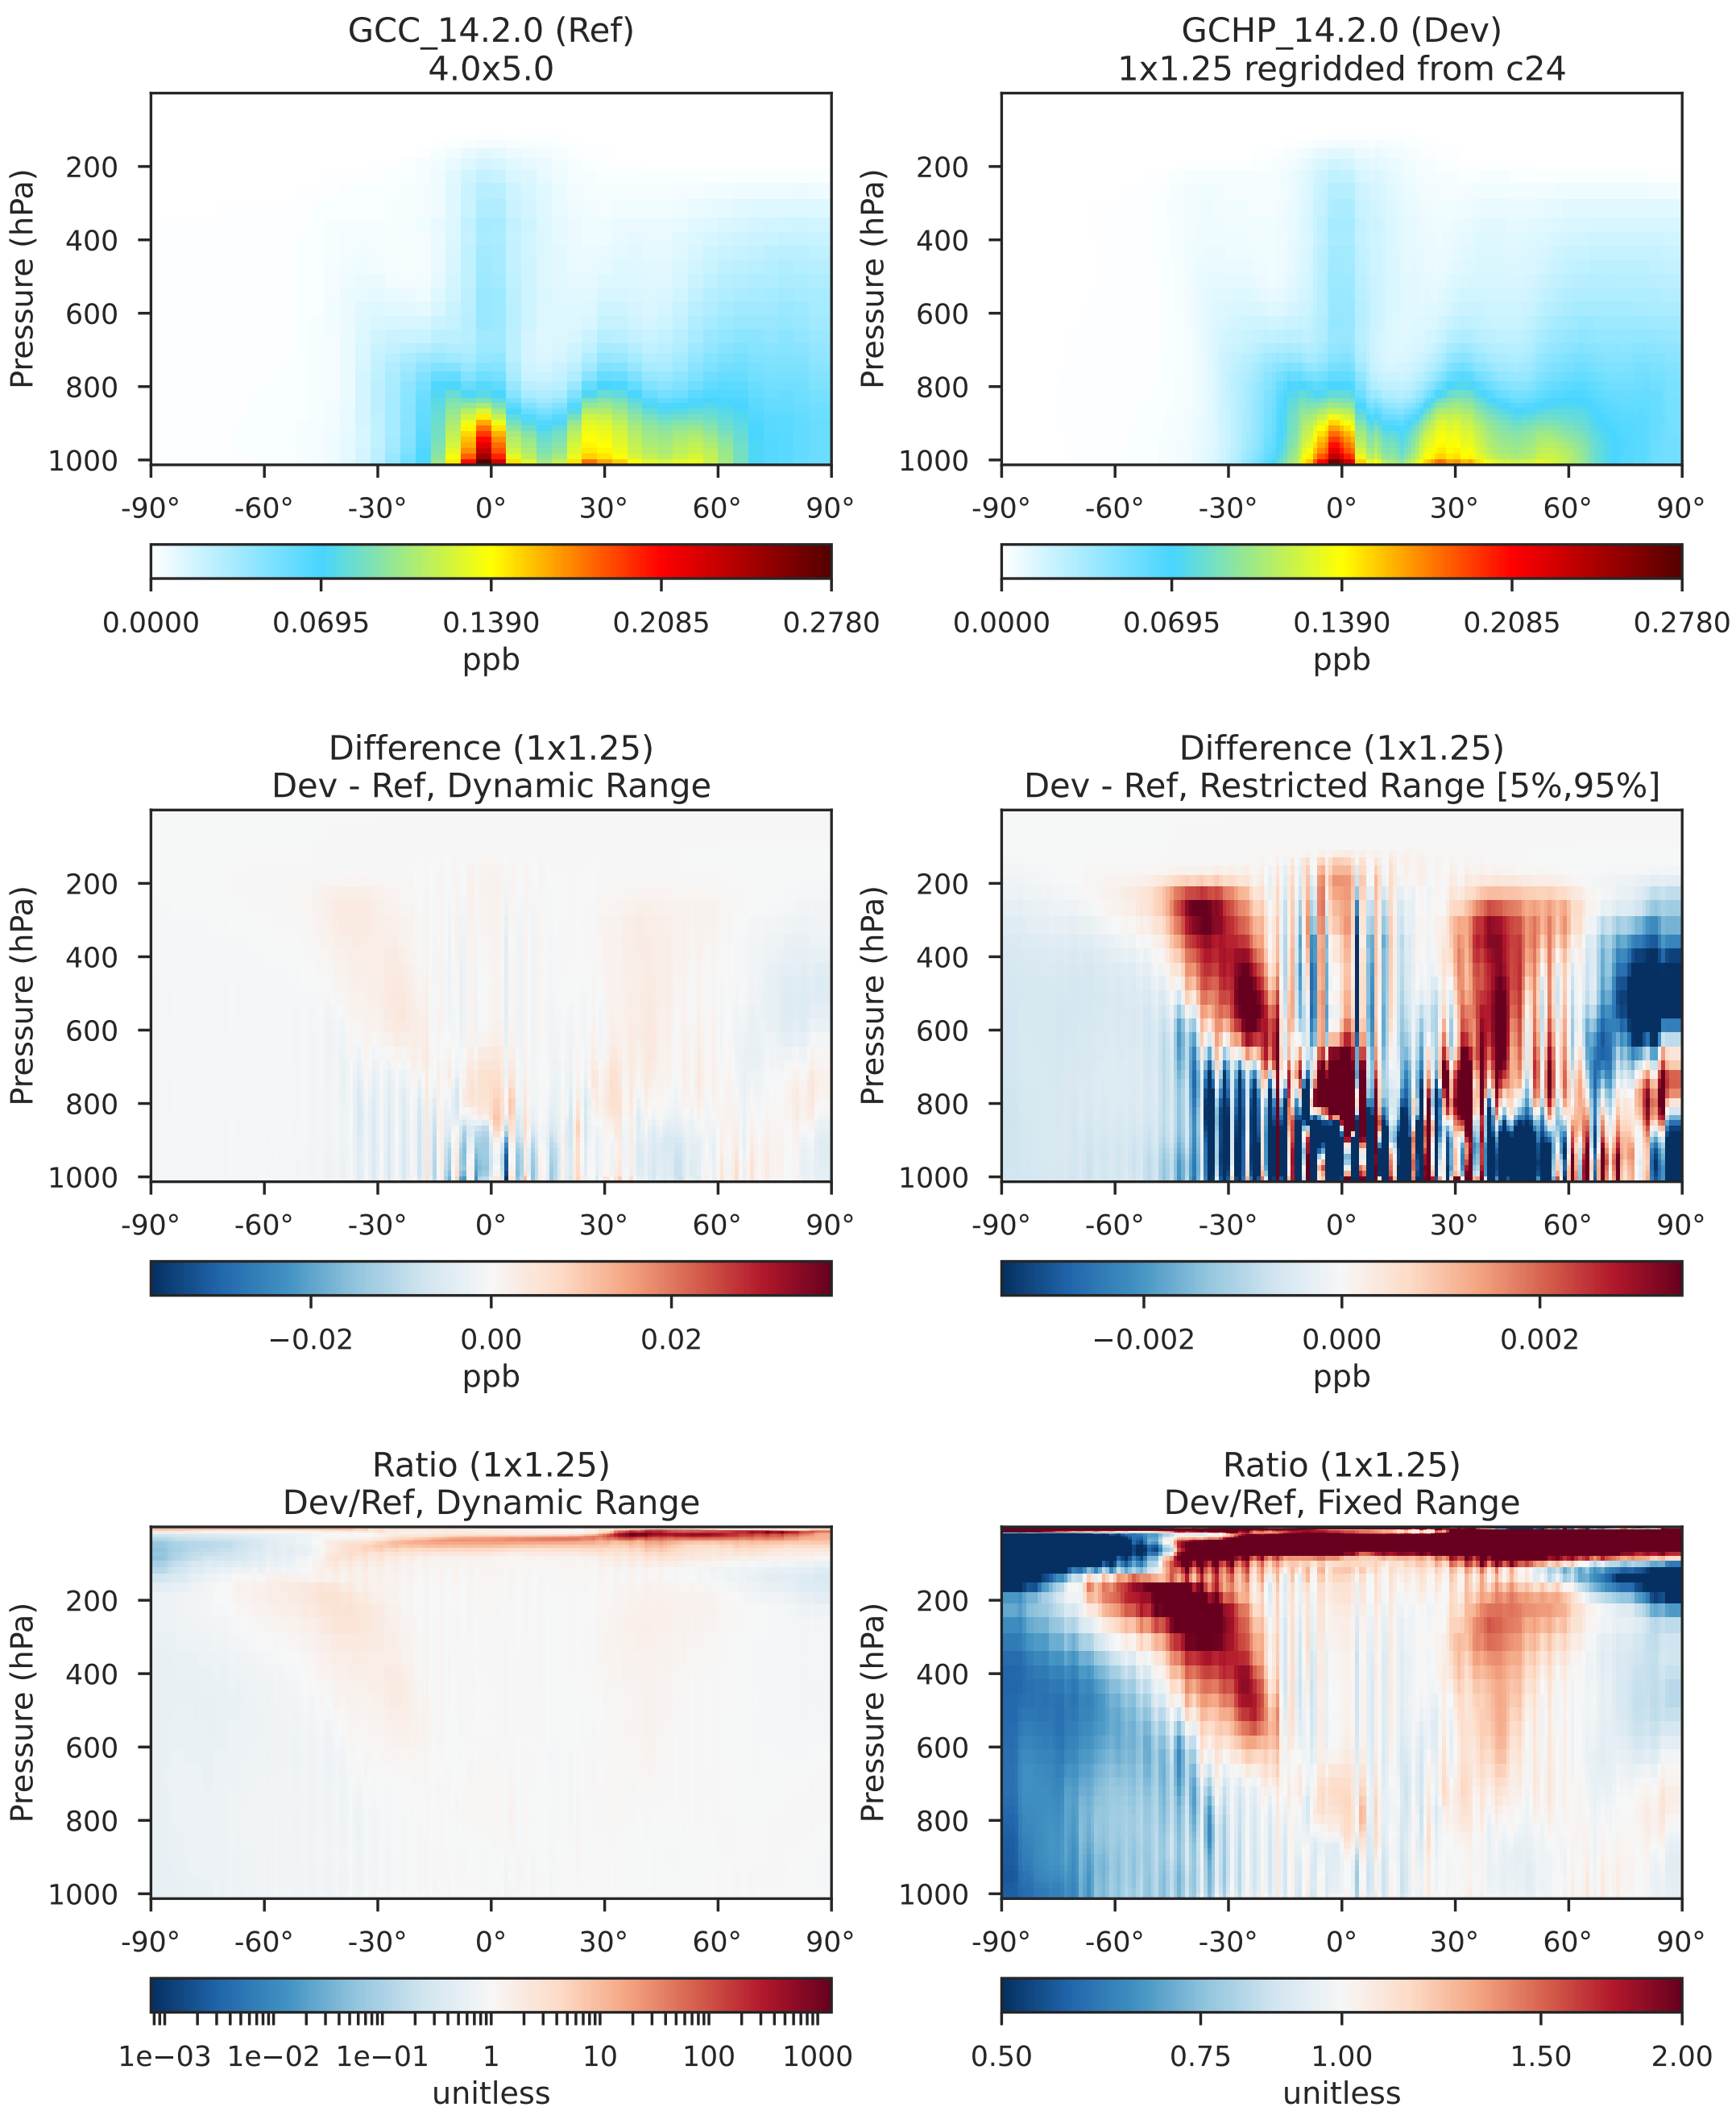 GCC_14.2.0 (Ref)
4.0x5.0
Pressure (hPa)
200
400
600
800
1000
-90° -60° -30° 0° 30° 60° 90°
0.0000 0.0695 0.1390 0.2085 0.2780
ppb
GCHP_14.2.0 (Dev)
1x1.25 regridded from c24
Pressure (hPa)
200
400
600
800
1000
-90° -60° -30° 0° 30° 60° 90°
0.0000 0.0695 0.1390 0.2085 0.2780
ppb
Difference (1x1.25)
Dev - Ref, Dynamic Range
Pressure (hPa)
200
400
600
800
1000
-90° -60° -30° 0° 30° 60° 90°
−0.02 0.00 0.02
ppb
Difference (1x1.25)
Dev - Ref, Restricted Range [5%,95%]
Pressure (hPa)
200
400
600
800
1000
-90° -60° -30° 0° 30° 60° 90°
−0.002 0.000 0.002
ppb
Ratio (1x1.25)
Dev/Ref, Dynamic Range
Pressure (hPa)
200
400
600
800
1000
-90° -60° -30° 0° 30° 60° 90°
1e−03 1e−02 1e−01 1 10 100 1000
unitless
Ratio (1x1.25)
Dev/Ref, Fixed Range
Pressure (hPa)
200
400
600
800
1000
-90° -60° -30° 0° 30° 60° 90°
0.50 0.75 1.00 1.50 2.00
unitless